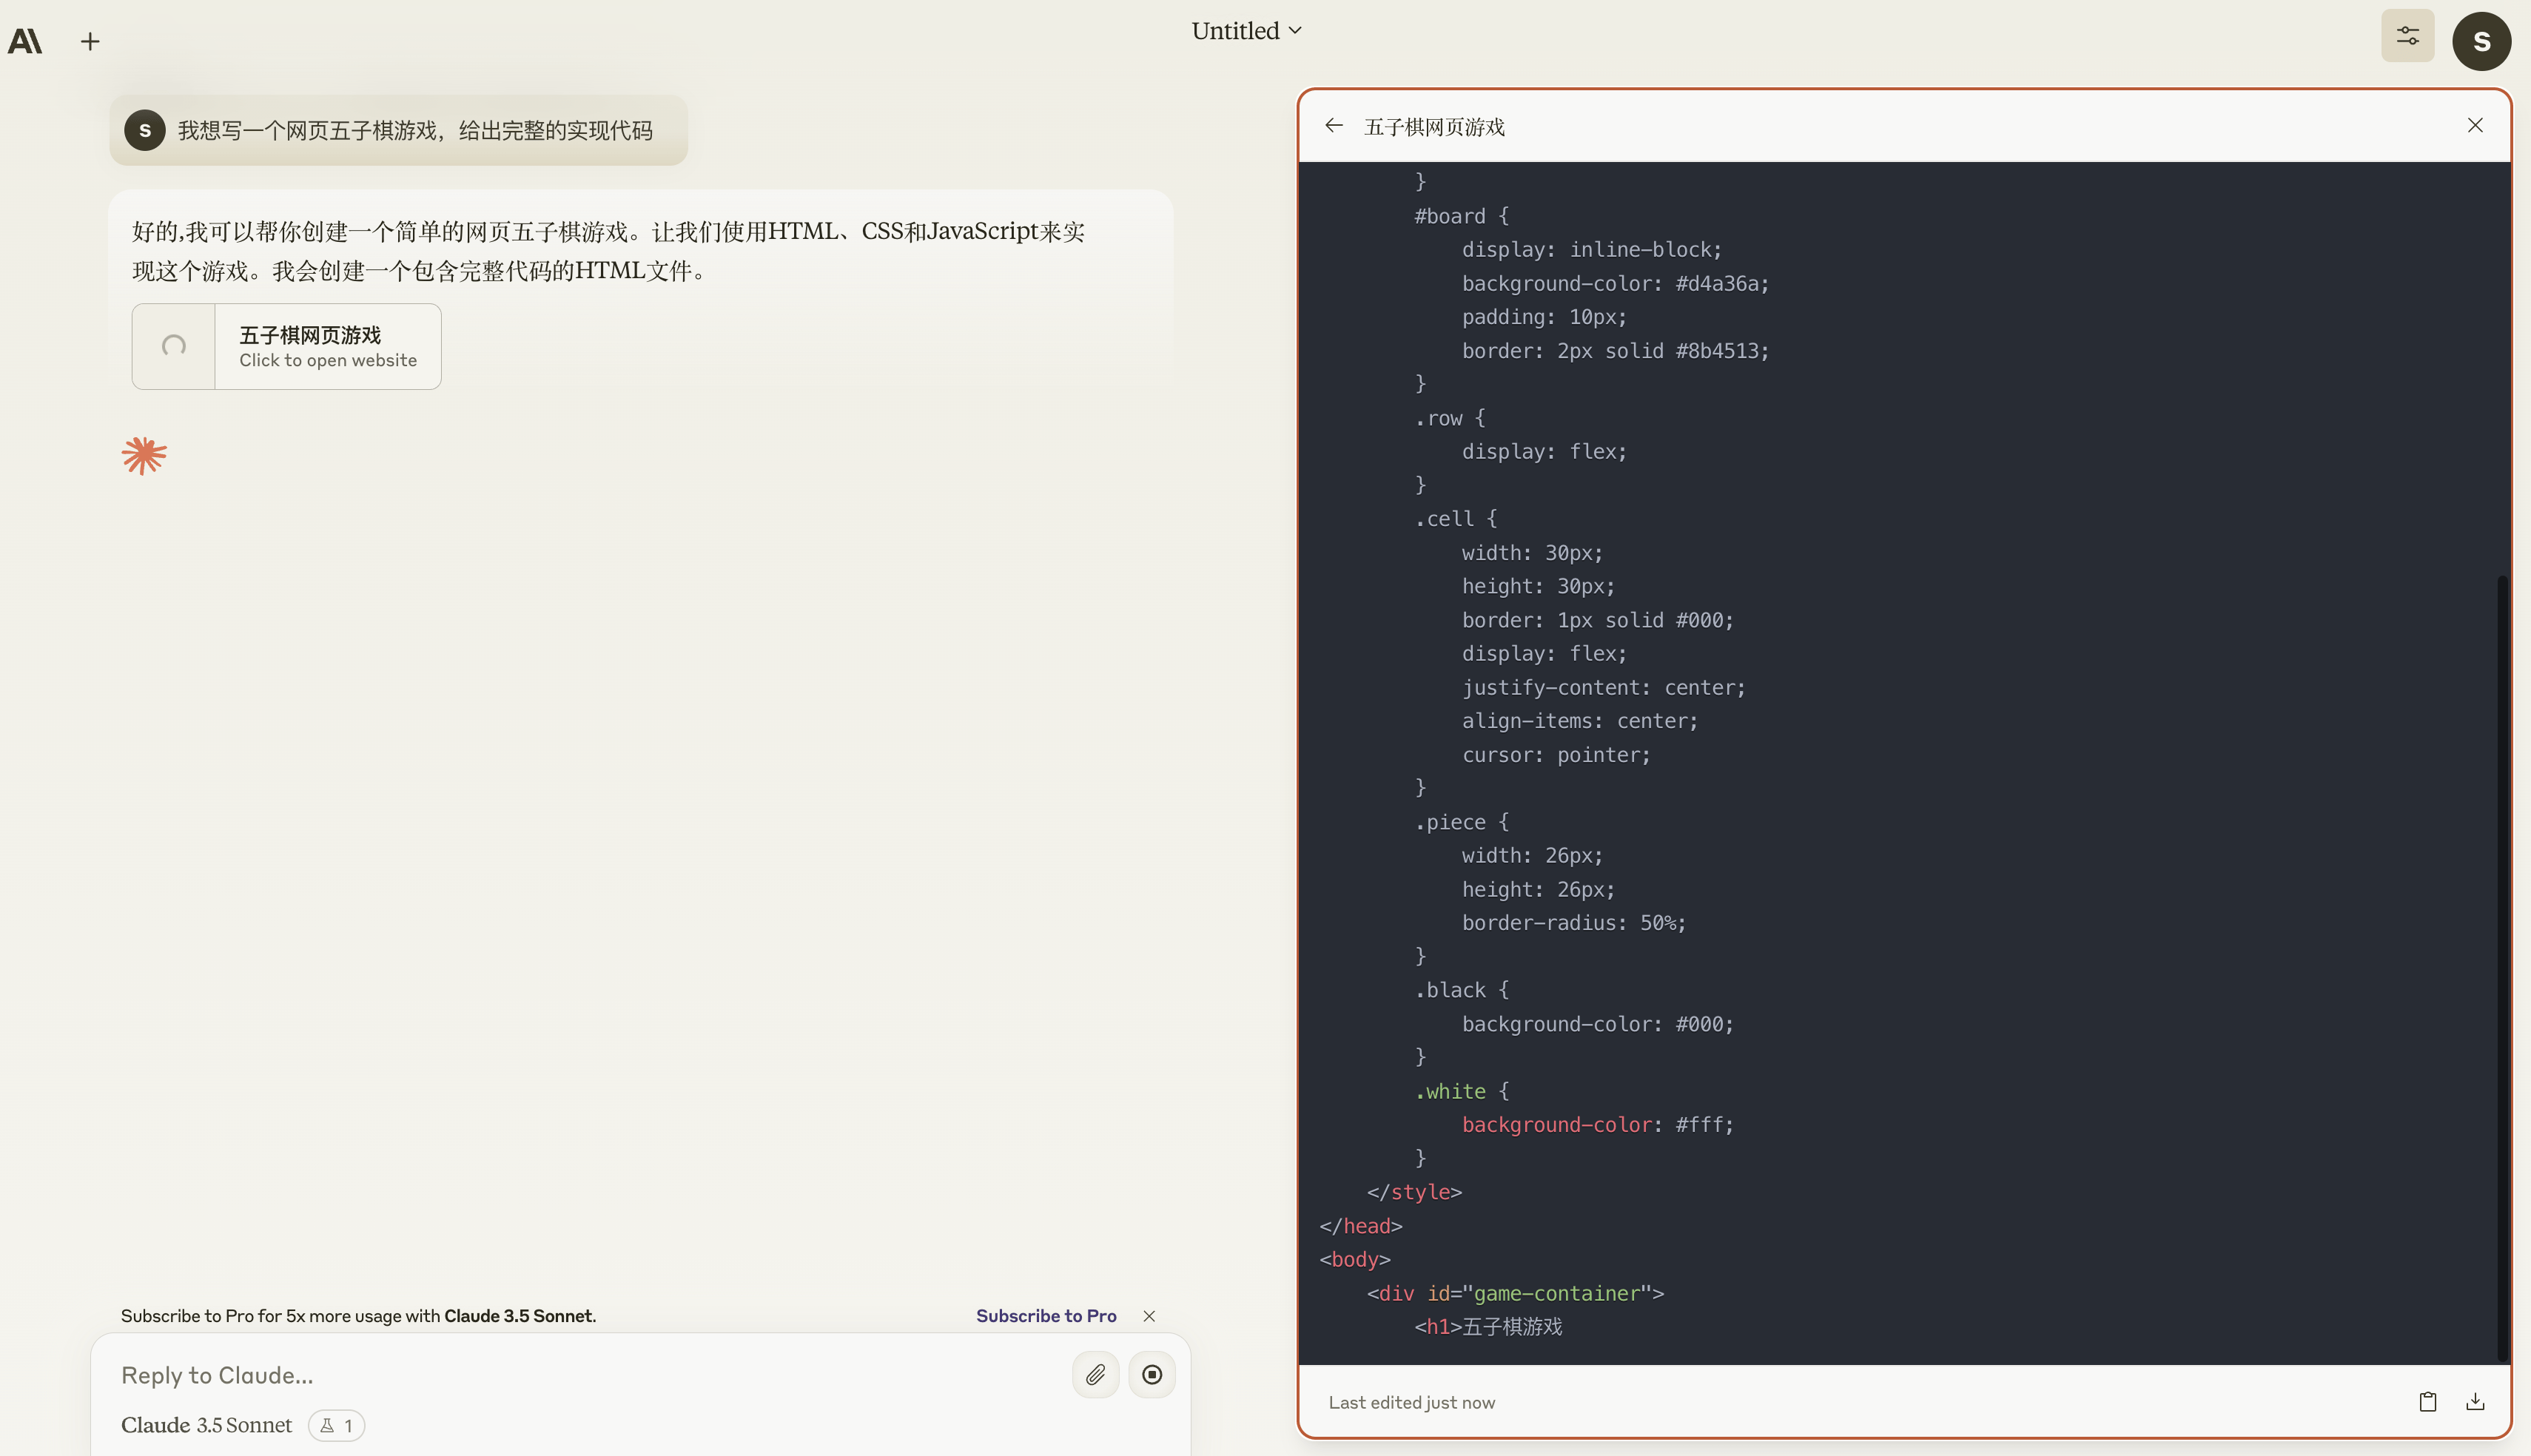 Untitled
S
S
我想写一个网页五子棋游戏，给出完整的实现代码
好的,我可以帮你创建一个简单的网页五子棋游戏。让我们使用HTML、CSS和JavaScript来实
现这个游戏。我会创建一个包含完整代码的HTML文件。
五子棋网页游戏
Click to open website
Subscribe to Pro for 5x more usage with Claude 3.5 Sonnet.
Subscribe to Pro
Reply to Claude...
Claude 3.5 Sonnet
1
五子棋网页游戏
}
#board {
display: inline-block;
background-color: #d4a36a;
padding: 10px;
border: 2px solid #8b4513;
}
.row {
display: flex;
}
.cell {
width: 30px;
height: 30px;
border: 1px solid #000;
display: flex;
justify-content: center;
align-items: center;
cursor: pointer;
}
.piece {
width: 26px;
height: 26px;
border-radius: 50%;
}
.black {
background-color: #000;
}
.white {
background-color: #fff;
}
</style>
</head>
<body>
<div id="game-container">
<h1>五子棋游戏
Last edited just now